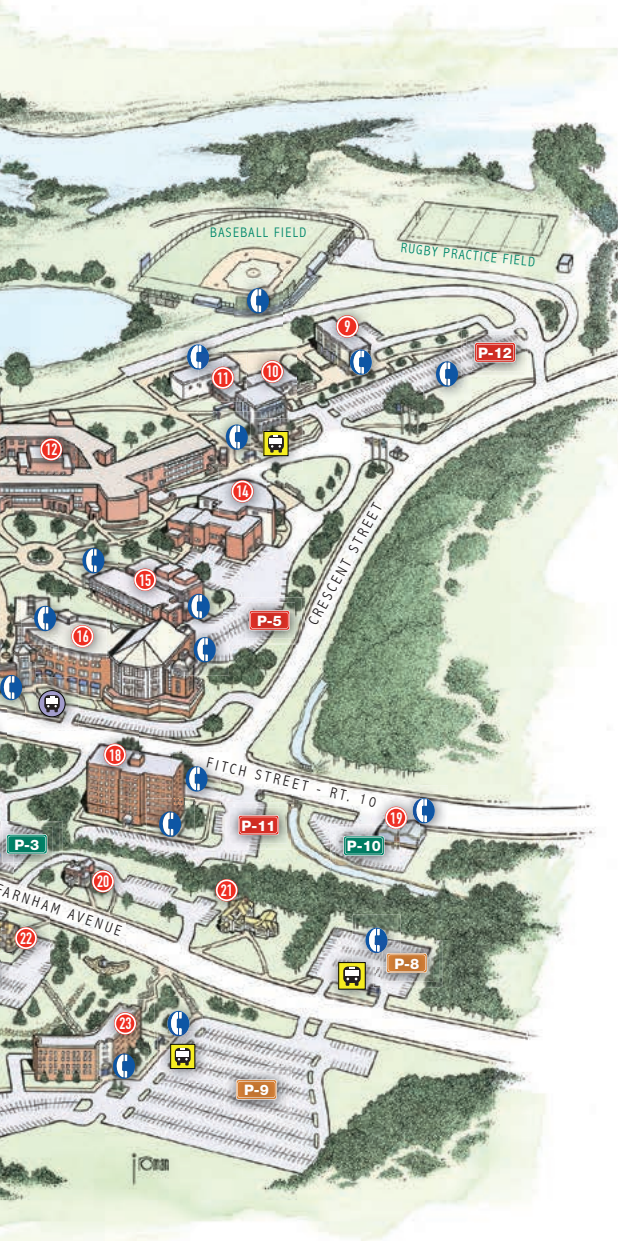 BASEBALL FIELD
RUGBY PRACTICE FIELD
9
P-12
10
11
12
14
CRESCENT STREET
15
P-5
16
18
FITCH STREET - RT. 10
19
P-11
P-10
P-3
20
21
FARNHAM AVENUE
22
P-8
23
P-9